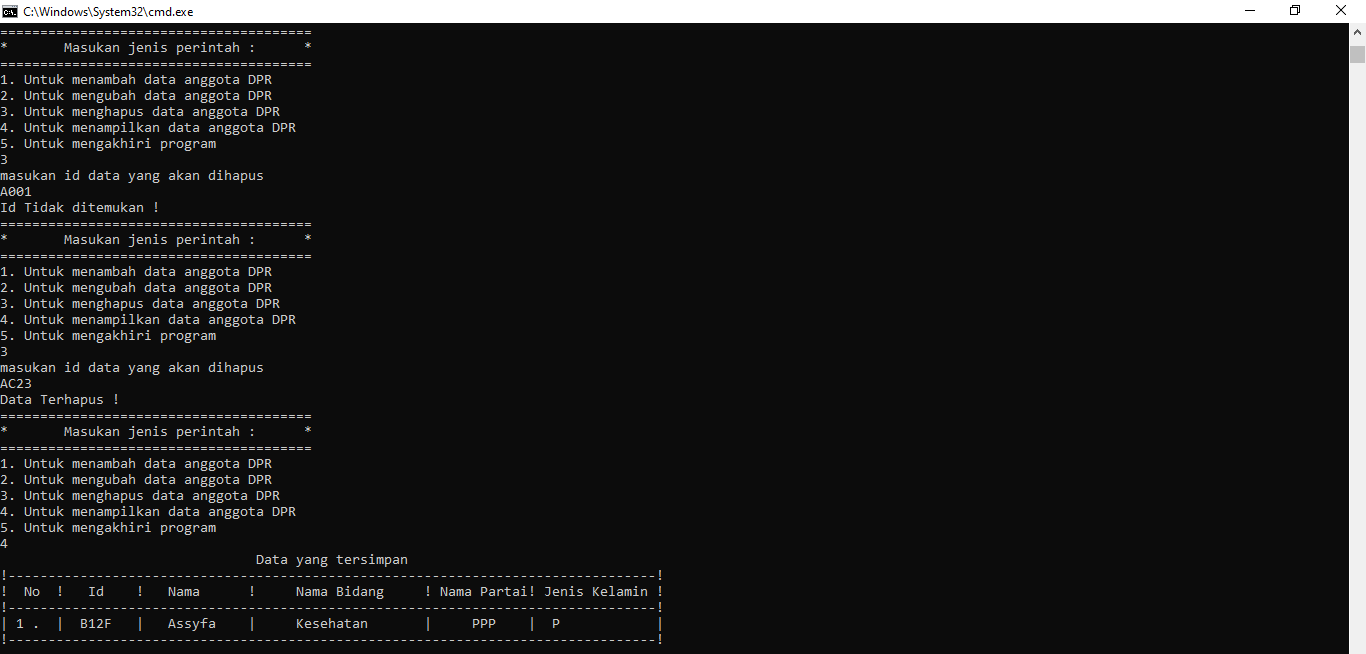 C:\Windows\System32\cmd.exe
=======================================
*       Masukan jenis perintah :      *
=======================================
1. Untuk menambah data anggota DPR
2. Untuk mengubah data anggota DPR
3. Untuk menghapus data anggota DPR
4. Untuk menampilkan data anggota DPR
5. Untuk mengakhiri program
3
masukan id data yang akan dihapus
A001
Id Tidak ditemukan !
=======================================
*       Masukan jenis perintah :      *
=======================================
1. Untuk menambah data anggota DPR
2. Untuk mengubah data anggota DPR
3. Untuk menghapus data anggota DPR
4. Untuk menampilkan data anggota DPR
5. Untuk mengakhiri program
3
masukan id data yang akan dihapus
AC23
Data Terhapus !
=======================================
*       Masukan jenis perintah :      *
=======================================
1. Untuk menambah data anggota DPR
2. Untuk mengubah data anggota DPR
3. Untuk menghapus data anggota DPR
4. Untuk menampilkan data anggota DPR
5. Untuk mengakhiri program
4
                                Data yang tersimpan
!---------------------------------------------------------------------------------!
!  No  !   Id    !   Nama      !     Nama Bidang     ! Nama Partai! Jenis Kelamin !
!---------------------------------------------------------------------------------!
| 1 .  |  B12F   |   Assyfa    |     Kesehatan       |     PPP    |  P            |
!---------------------------------------------------------------------------------!